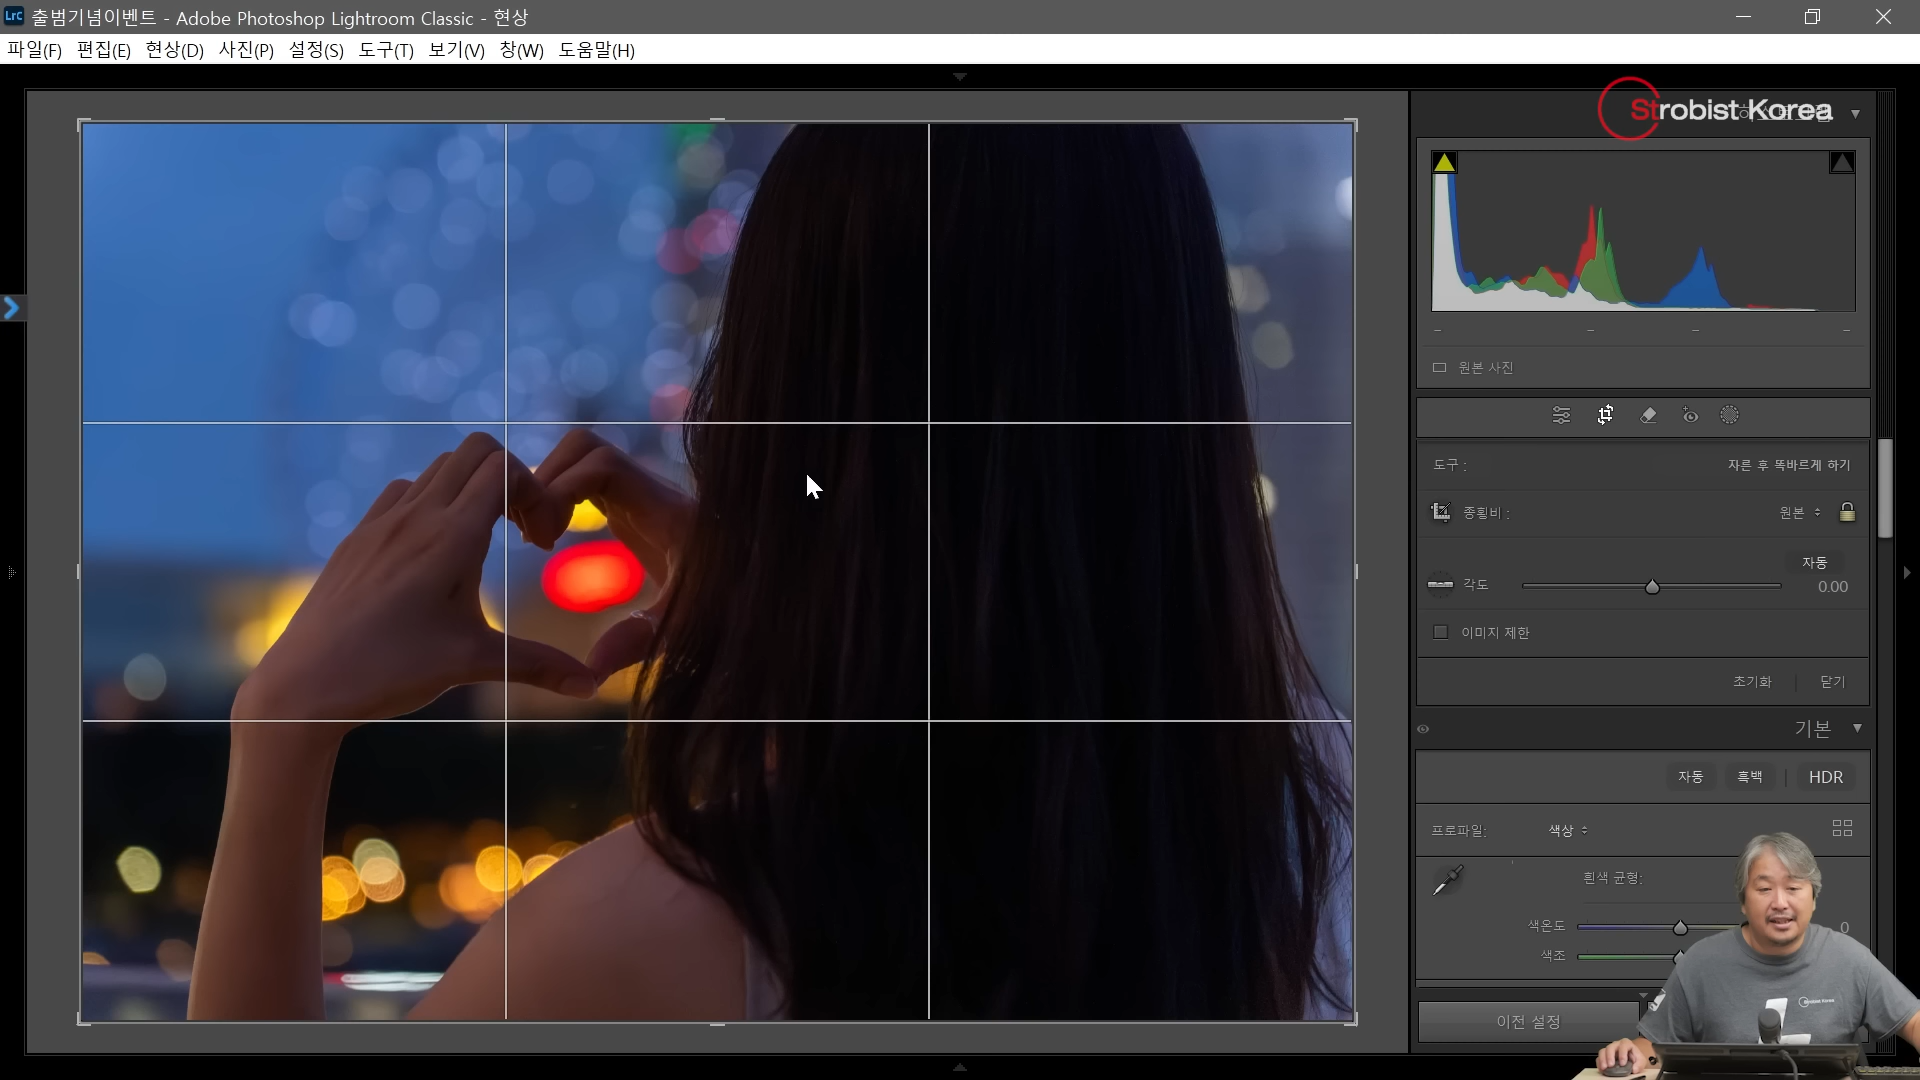 LrC 출범기념이벤트 - Adobe Photoshop Lightroom Classic - 현상
파일(F) 편집(E) 현상(D) 사진(P) 설정(S) 도구(T) 보기(V) 창(W) 도움말(H)
Strobist Korea
원본 사진
도구 : 자른 후 똑바르게 하기
종횡비 : 원본
자동
각도 0.00
이미지 제한
초기화 닫기
기본
자동 흑백 HDR
프로파일: 색상
흰색 균형:
색온도 0
색조
이전 설정